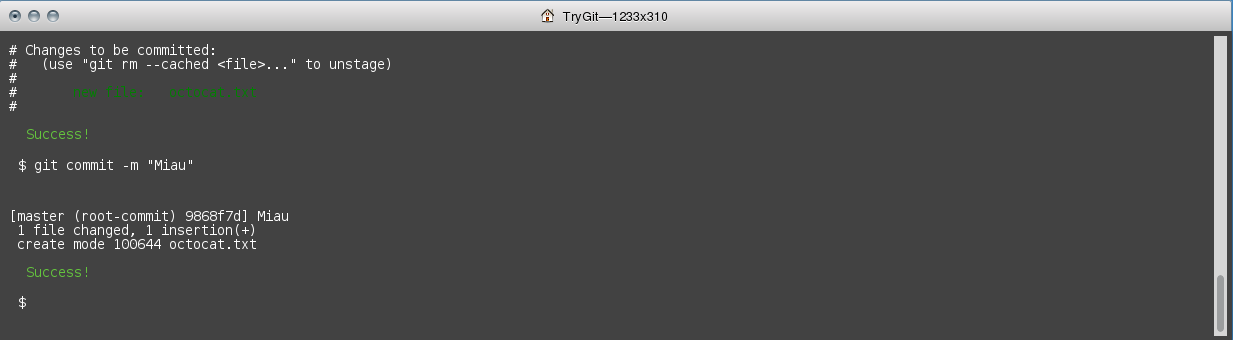 TryGit—1233x310
# Changes to be committed:
#   (use "git rm --cached <file>..." to unstage)
#
#       new file:   octocat.txt
#
Success!
$ git commit -m "Miau"
[master (root-commit) 9868f7d] Miau
 1 file changed, 1 insertion(+)
 create mode 100644 octocat.txt
Success!
$